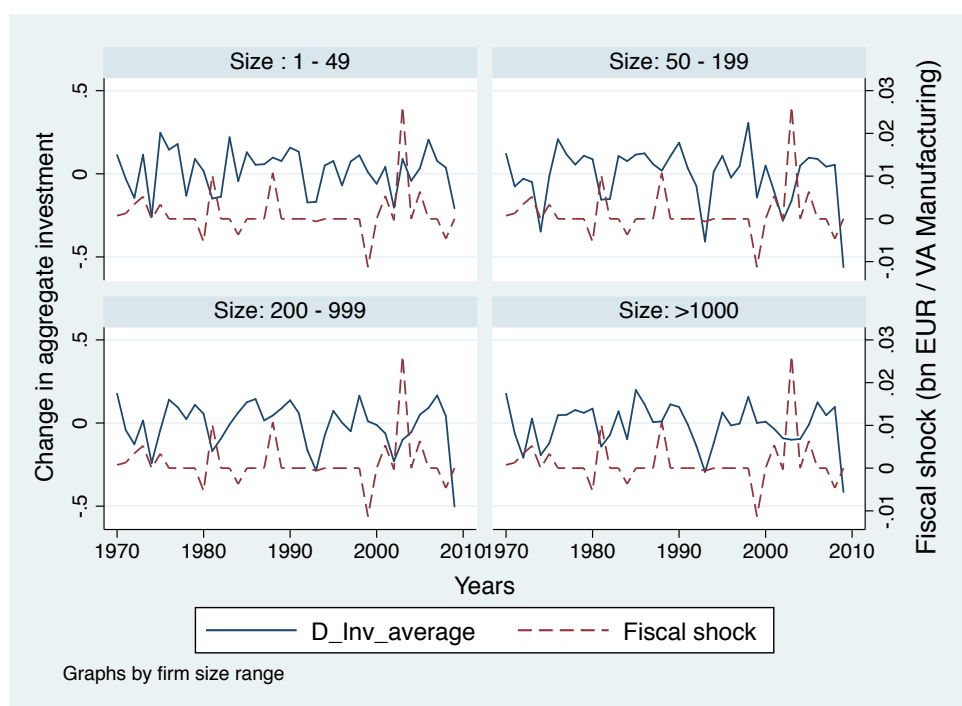 Size : 1 - 49
Size: 50 - 199
.5
0
-.5
.03
.02
.01
0
-.01
Size: 200 - 999
Size: >1000
.5
0
-.5
.03
.02
.01
0
-.01
Change in aggregate investment
Fiscal shock (bn EUR / VA Manufacturing)
1970 1980 1990 2000 2010 1970 1980 1990 2000 2010
Years
D_Inv_average Fiscal shock
Graphs by firm size range